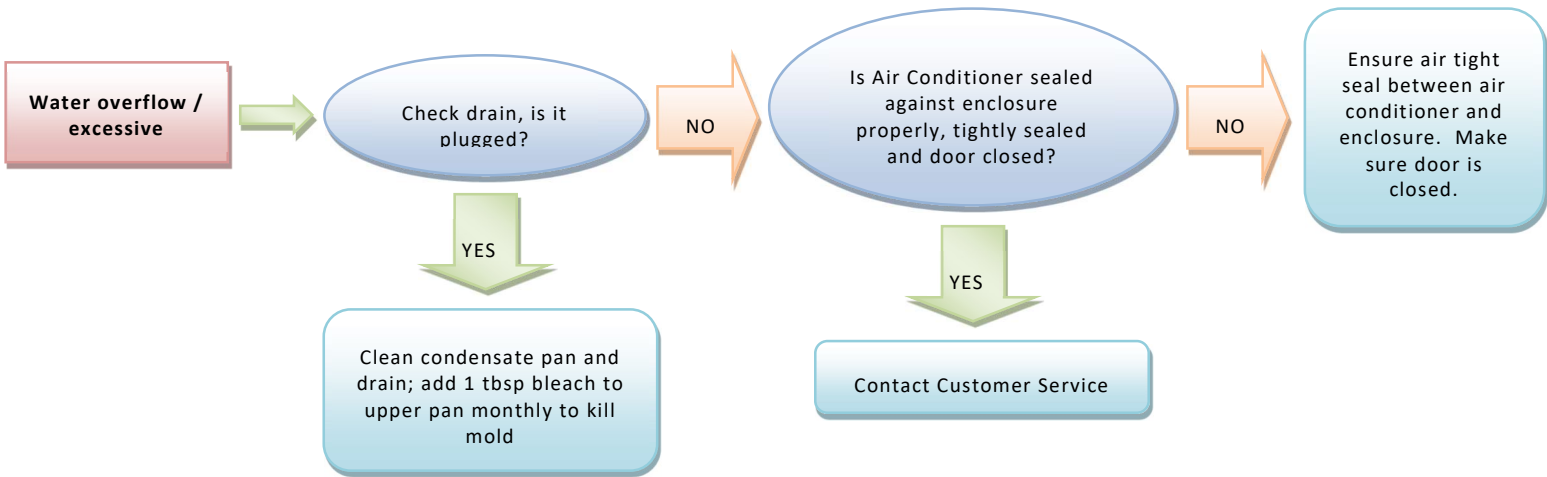 Water overflow /
excessive
Check drain, is it
plugged?
NO
Is Air Conditioner sealed
against enclosure
properly, tightly sealed
and door closed?
NO
Ensure air tight
seal between air
conditioner and
enclosure.  Make
sure door is
closed.
YES
Clean condensate pan and
drain; add 1 tbsp bleach to
upper pan monthly to kill
mold
YES
Contact Customer Service